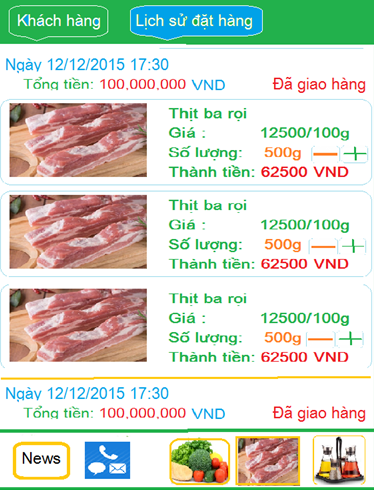 Khách hàng Lịch sử đặt hàng
Ngày 12/12/2015 17:30
Tổng tiền: 100,000,000 VND Đã giao hàng
Thịt ba rọi
Giá : 12500/100g
Số lượng: 500g
Thành tiền: 62500 VND
Thịt ba rọi
Giá : 12500/100g
Số lượng: 500g
Thành tiền: 62500 VND
Thịt ba rọi
Giá : 12500/100g
Số lượng: 500g
Thành tiền: 62500 VND
Ngày 12/12/2015 17:30
Tổng tiền: 100,000,000 VND Đã giao hàng
News